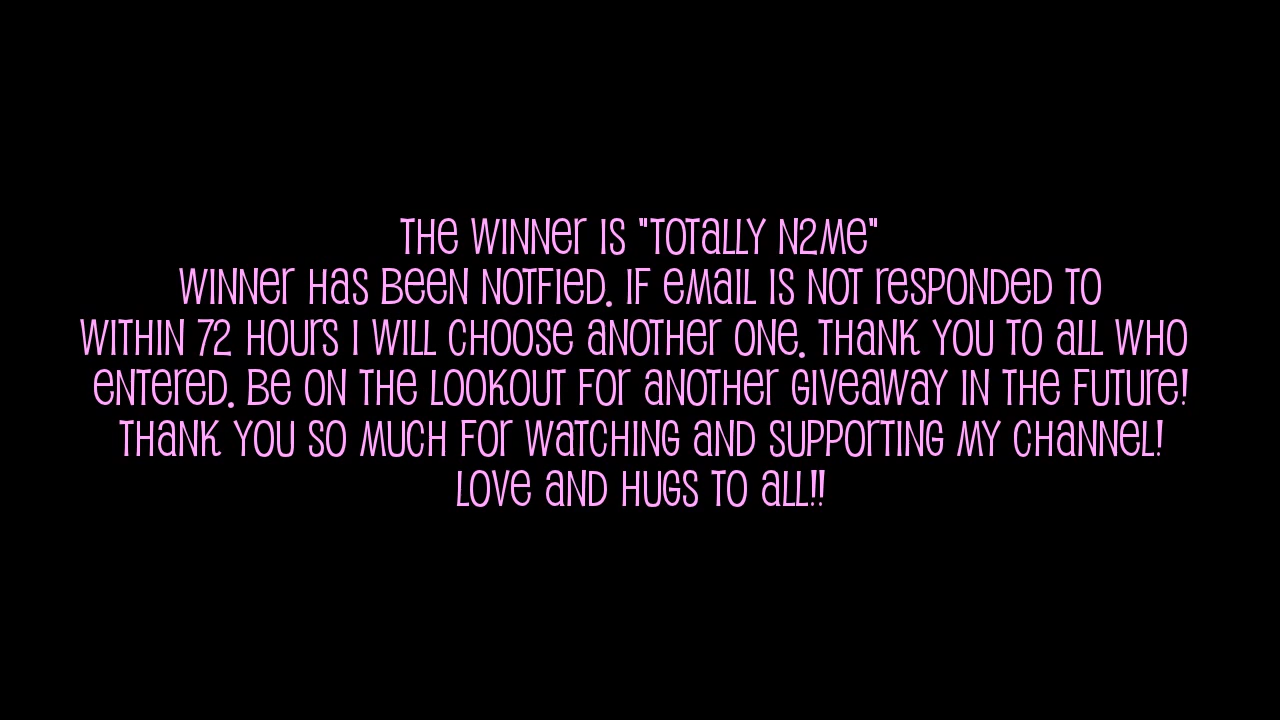 THE WINNER IS "TOTALLY N2ME"
WINNER HAS BEEN NOTFIED. IF EMAIL IS NOT RESPONDED TO
WITHIN 72 HOURS I WILL CHOOSE ANOTHER ONE. THANK YOU TO ALL WHO
ENTERED. BE ON THE LOOKOUT FOR ANOTHER GIVEAWAY IN THE FUTURE!
THANK YOU SO MUCH FOR WATCHING AND SUPPORTING MY CHANNEL!
LOVE AND HUGS TO ALL!!